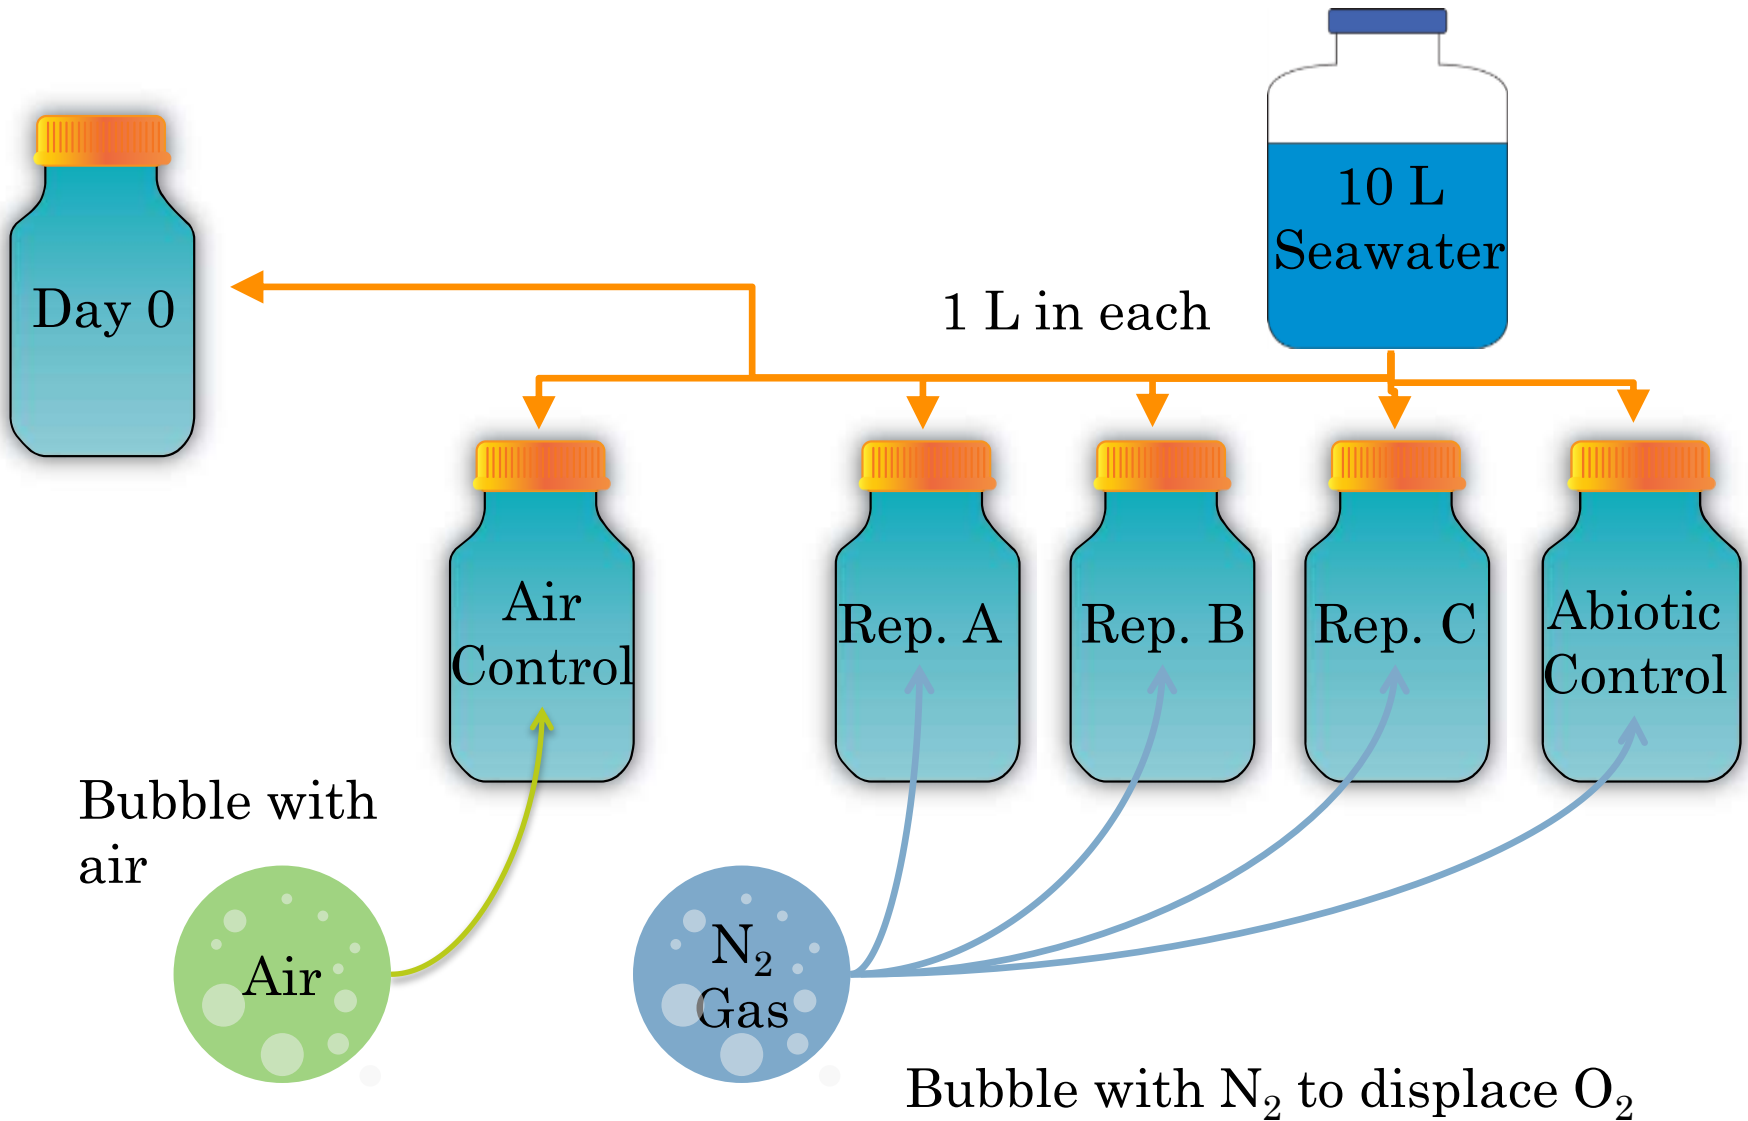 10 L
Seawater
Day 0
1 L in each
Air
Control
Rep. A
Rep. B
Rep. C
Abiotic
Control
Bubble with
air
Air
N₂
Gas
Bubble with N₂ to displace O₂